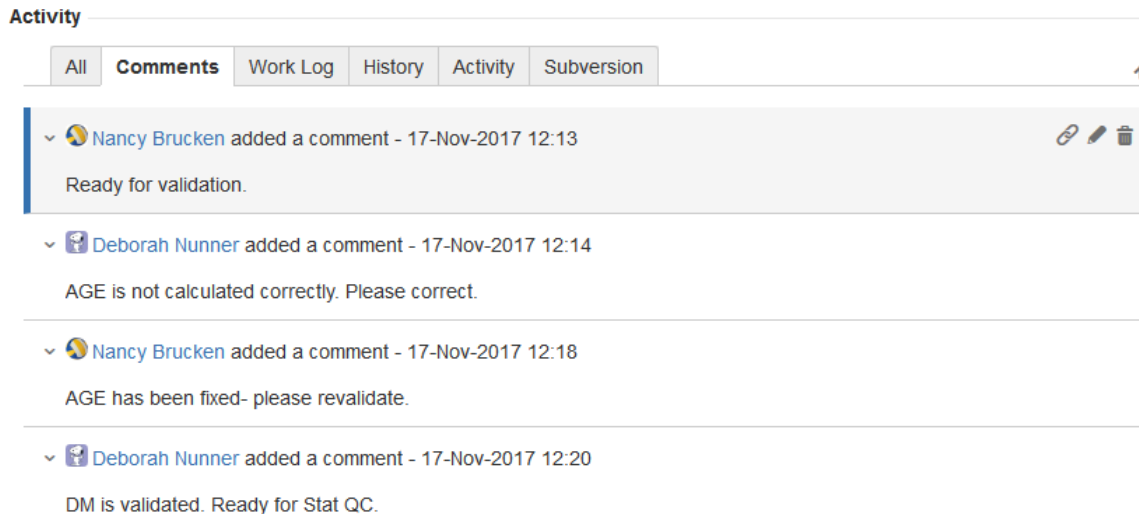 Activity
All Comments Work Log History Activity Subversion
Nancy Brucken added a comment - 17-Nov-2017 12:13
Ready for validation.
Deborah Nunner added a comment - 17-Nov-2017 12:14
AGE is not calculated correctly. Please correct.
Nancy Brucken added a comment - 17-Nov-2017 12:18
AGE has been fixed- please revalidate.
Deborah Nunner added a comment - 17-Nov-2017 12:20
DM is validated. Ready for Stat QC.